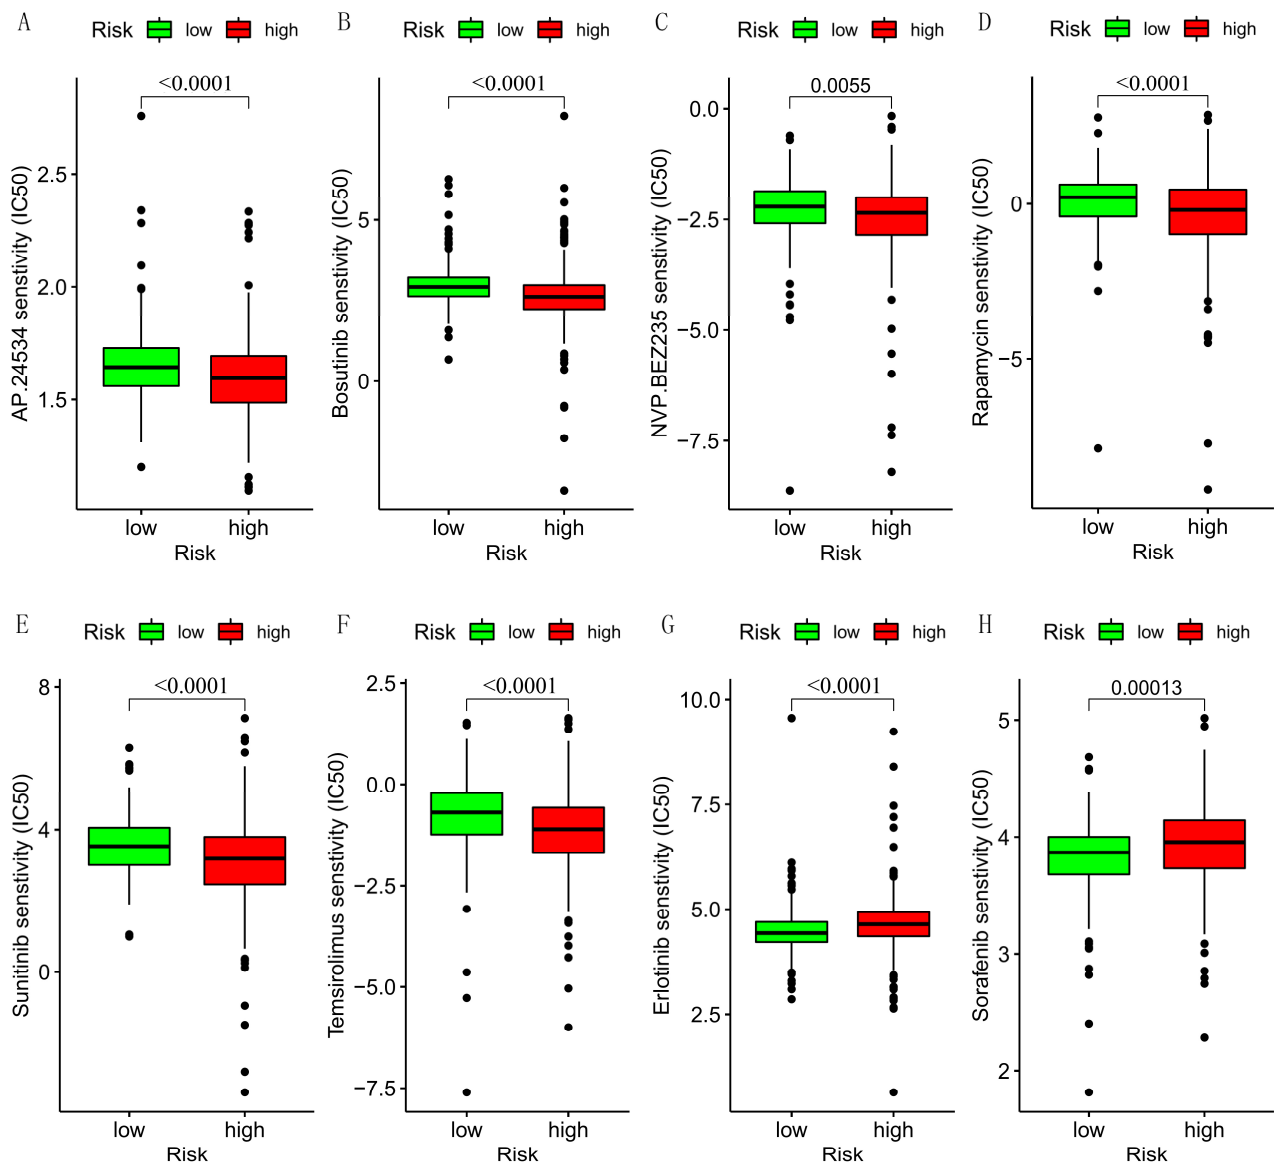 A
Risk low high
<0.0001
AP.24534 senstivity (IC50)
2.5
2.0
1.5
low high
Risk
B
Risk low high
<0.0001
Bosutinib senstivity (IC50)
5
0
low high
Risk
C
Risk low high
0.0055
NVP.BEZ235 senstivity (IC50)
0.0
−2.5
−5.0
−7.5
low high
Risk
D
Risk low high
<0.0001
Rapamycin senstivity (IC50)
0
−5
low high
Risk
E
Risk low high
<0.0001
Sunitinib senstivity (IC50)
8
4
0
low high
Risk
F
Risk low high
<0.0001
Temsirolimus senstivity (IC50)
2.5
0.0
−2.5
−5.0
−7.5
low high
Risk
G
Risk low high
<0.0001
Erlotinib senstivity (IC50)
10.0
7.5
5.0
2.5
low high
Risk
H
Risk low high
0.00013
Sorafenib senstivity (IC50)
5
4
3
2
low high
Risk